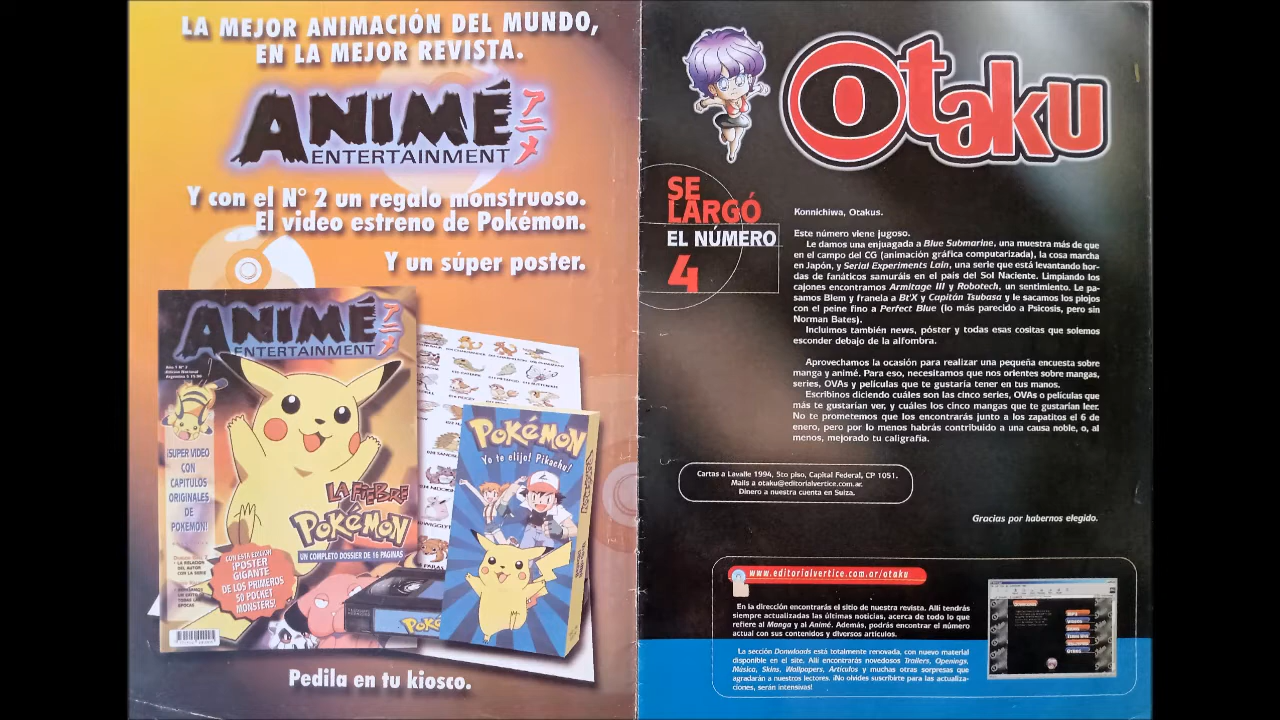 LA MEJOR ANIMACIÓN DEL MUNDO,
EN LA MEJOR REVISTA.
ANIMÉ
アニメ
ENTERTAINMENT
Y con el N° 2 un regalo monstruoso.
El video estreno de Pokémon.
Y un súper poster.
ANIMÉ
アニメ
ENTERTAINMENT
¡SUPER VIDEO
CON
CAPITULOS
ORIGINALES
DE
POKEMON!
LA FIEBRE
POKéMON
UN COMPLETO DOSSIER DE 16 PAGINAS
CON ESTA EDICION
¡POSTER
GIGANTE
DE LOS PRIMEROS
50 POCKET
MONSTERS!
POKéMON
Yo te elijo! Pikachu!
Pedila en tu kiosco.
Otaku
SE
LARGÓ
EL NÚMERO
4
Konnichiwa, Otakus.
Este número viene jugoso.
Le damos una enjuagada a Blue Submarine, una muestra más de que
en el campo del CG (animación gráfica computarizada), la cosa marcha
en Japón, y Serial Experiments Lain, una serie que está levantando hor-
das de fanáticos samuráis en el país del Sol Naciente. Limpiando los
cajones encontramos Armitage III y Robotech, un sentimiento. Le pa-
samos Blem y franela a Bt'X y Capitán Tsubasa y le sacamos los piojos
con el peine fino a Perfect Blue (lo más parecido a Psicosis, pero sin
Norman Bates).
Incluimos también news, póster y todas esas cositas que solemos
esconder debajo de la alfombra.
Aprovechamos la ocasión para realizar una pequeña encuesta sobre
manga y animé. Para eso, necesitamos que nos orientes sobre mangas,
series, OVAs y películas que te gustaría tener en tus manos.
Escribinos diciendo cuáles son las cinco series, OVAs o películas que
más te gustarían ver, y cuáles los cinco mangas que te gustarían leer.
No te prometemos que los encontrarás junto a los zapatitos el 6 de
enero, pero por lo menos habrás contribuido a una causa noble, o, al
menos, mejorado tu caligrafía.
Cartas a Lavalle 1994, 5to piso, Capital Federal, CP 1051.
Mails a otaku@editorialvertice.com.ar.
Dinero a nuestra cuenta en Suiza.
Gracias por habernos elegido.
www.editorialvertice.com.ar/otaku
En la dirección encontrarás el sitio de nuestra revista. Allí tendrás
siempre actualizadas las últimas noticias, acerca de todo lo que
refiere al Manga y al Animé. Además, podrás encontrar el número
actual con sus contenidos y diversos artículos.
La sección Donwloads está totalmente renovada, con nuevo material
disponible en el site. Allí encontrarás novedosos Trailers, Openings,
Música, Skins, Wallpapers, Artículos y muchas otras sorpresas que
agradarán a nuestros lectores. ¡No olvides suscribirte para las actualiza-
ciones, serán intensivas!